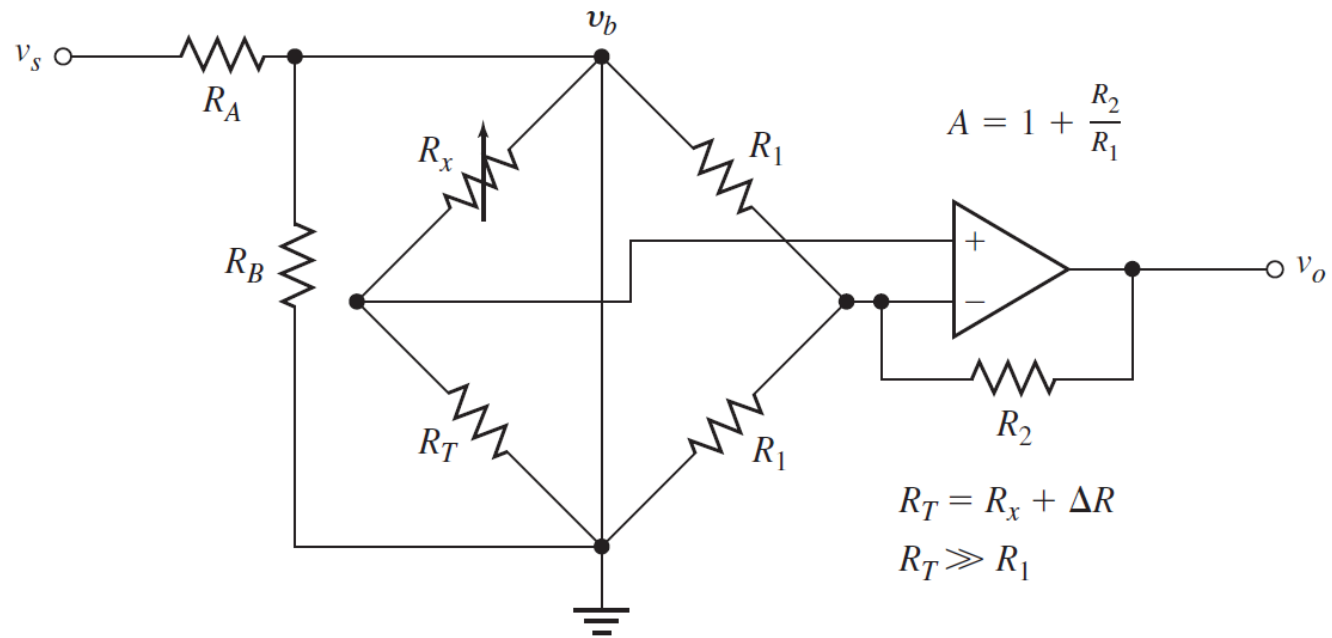 v_b
v_s
R_A
A = 1 + R_2/R_1
R_x
R_1
+
R_B
v_o
−
R_T
R_1
R_2
R_T = R_x + ΔR
R_T ≫ R_1